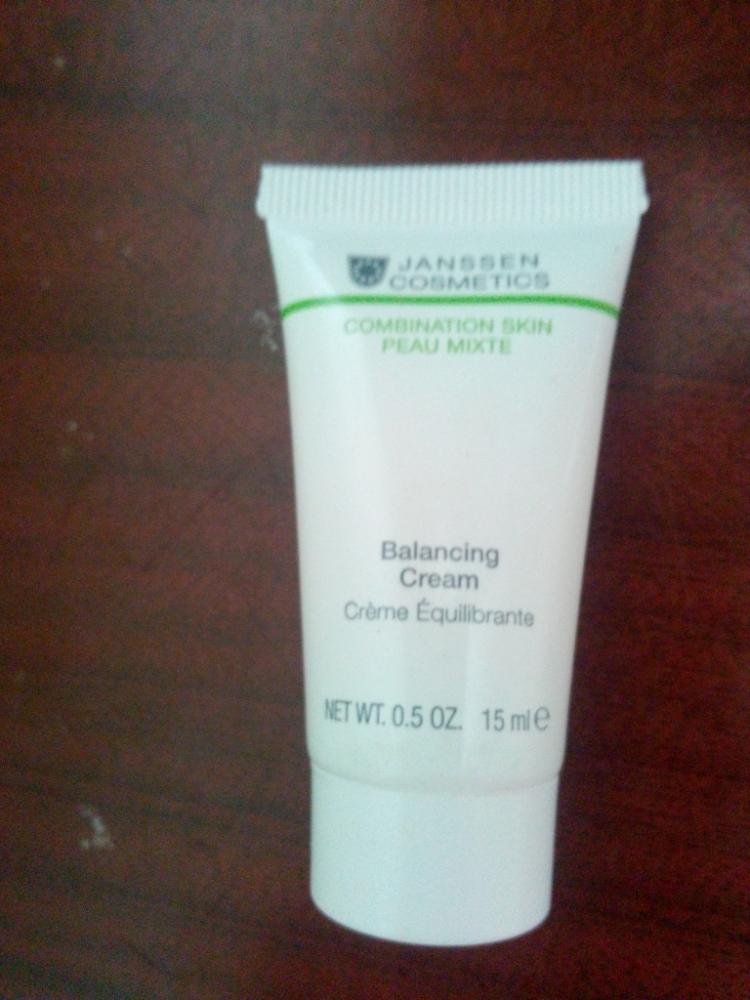 JANSSEN
COSMETICS
COMBINATION SKIN
PEAU MIXTE
Balancing
Cream
Crème Équilibrante
NET WT. 0.5 OZ. 15 ml e